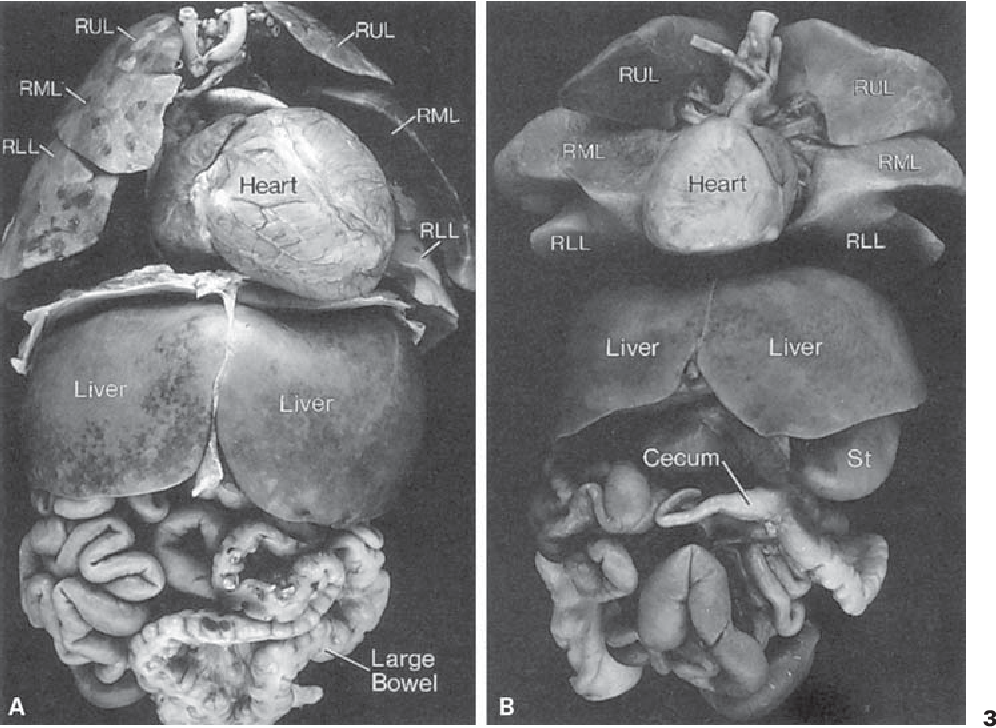 RUL
RUL
RML
RML
RLL
RLL
Heart
Liver
Liver
Large
Bowel
A
RUL
RUL
RML
RML
Heart
RLL
RLL
Liver
Liver
Cecum
St
B
3